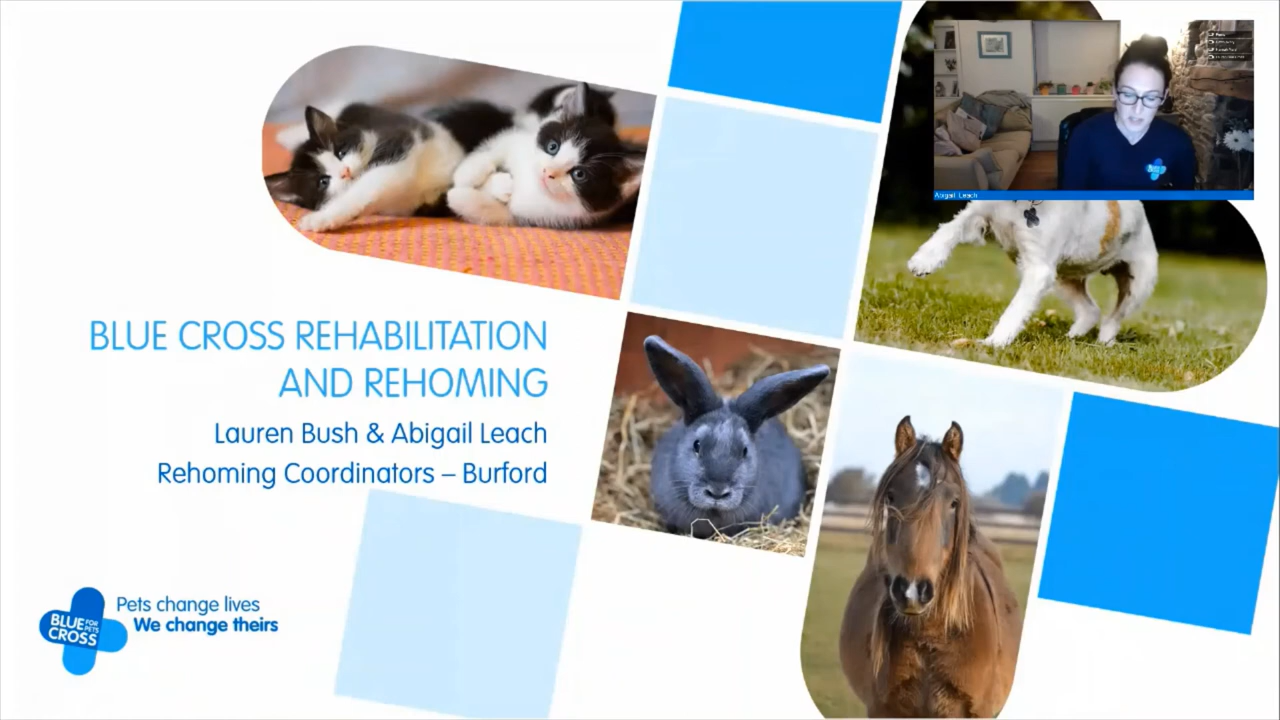 BLUE CROSS REHABILITATION
AND REHOMING
Lauren Bush & Abigail Leach
Rehoming Coordinators – Burford
Pets change lives
We change theirs
BLUE FOR PETS
CROSS
Abigail Leach